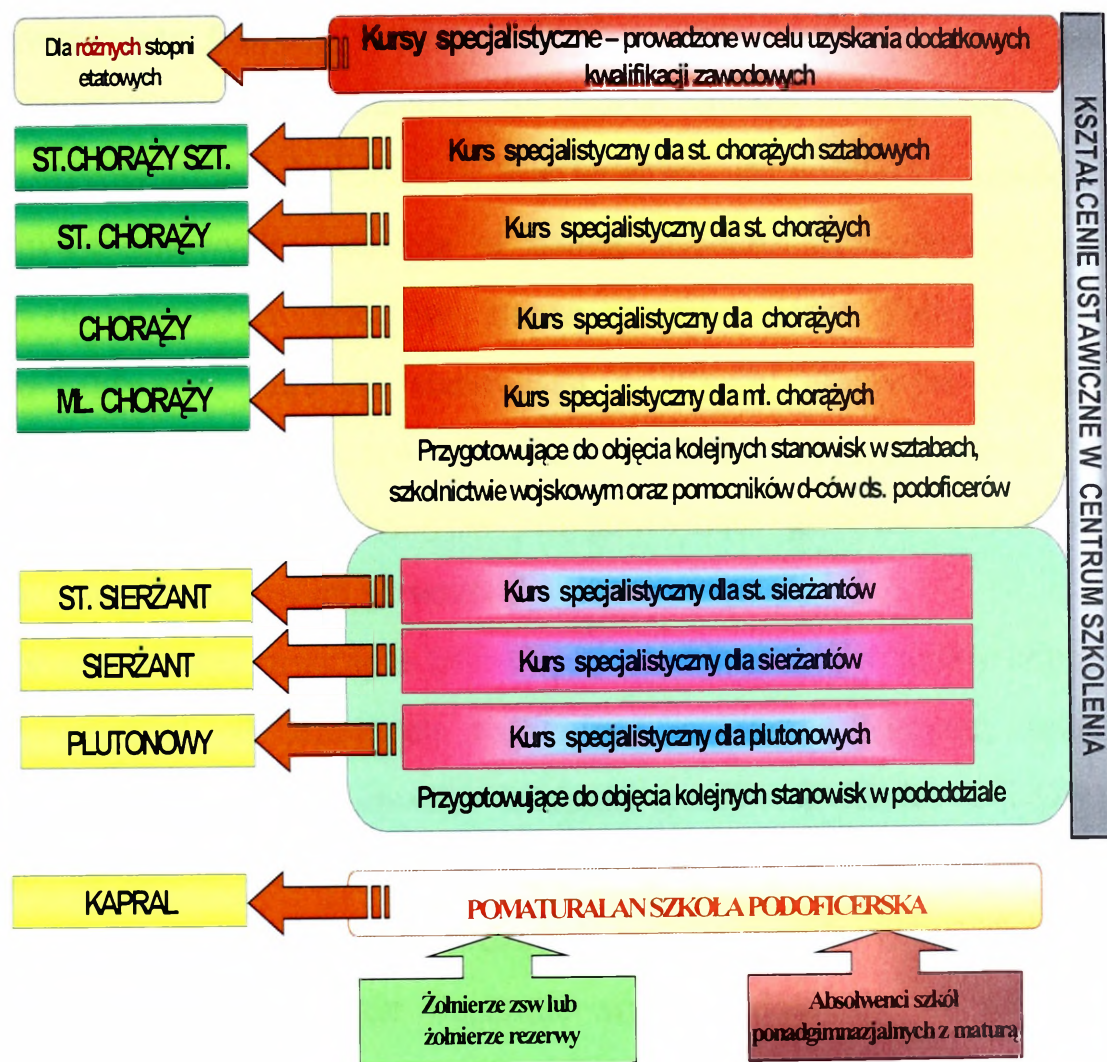 Dla różnych stopni
etatowych
Kursy specjalistyczne – prowadzone w celu uzyskania dodatkowych
kwalifikacji zawodowych
ST.CHORĄŻY SZT.
Kurs specjalistyczny dla st. chorążych sztabowych
ST. CHORĄŻY
Kurs specjalistyczny dla st. chorążych
CHORĄŻY
Kurs specjalistyczny dla chorążych
MŁ. CHORĄŻY
Kurs specjalistyczny dla mł. chorążych
Przygotowujące do objęcia kolejnych stanowisk w sztabach,
szkolnictwie wojskowym oraz pomocników d-ców ds. podoficerów
ST. SIERŻANT
Kurs specjalistyczny dla st. sierżantów
SIERŻANT
Kurs specjalistyczny dla sierżantów
PLUTONOWY
Kurs specjalistyczny dla plutonowych
Przygotowujące do objęcia kolejnych stanowisk w pododdziale
KSZTAŁCENIE USTAWICZNE W CENTRUM SZKOLENIA
KAPRAL
POMATURALAN SZKOŁA PODOFICERSKA
Żołnierze zsw lub
żołnierze rezerwy
Absolwenci szkół
ponadgimnazjalnych z maturą